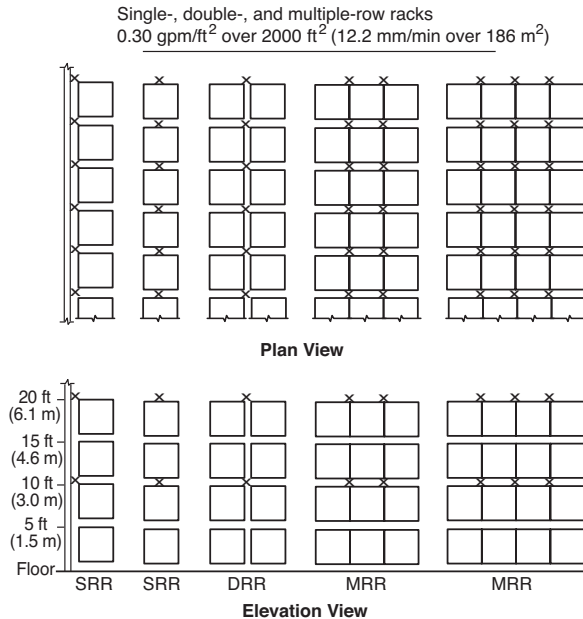 Single-, double-, and multiple-row racks
0.30 gpm/ft² over 2000 ft² (12.2 mm/min over 186 m²)
Plan View
20 ft
(6.1 m)
15 ft
(4.6 m)
10 ft
(3.0 m)
5 ft
(1.5 m)
Floor
SRR SRR DRR MRR MRR
Elevation View